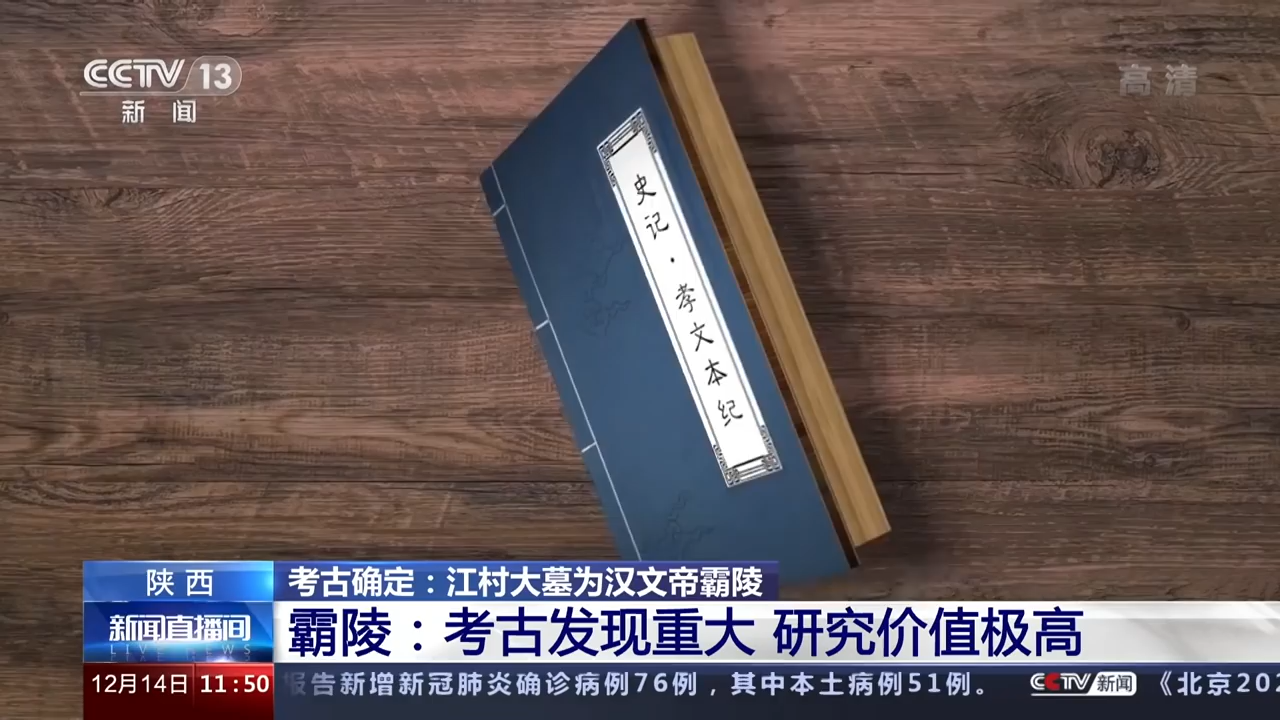 CCTV 13
新闻
高清
史记·孝文本纪
陕西
考古确定：江村大墓为汉文帝霸陵
新闻直播间
LIVE NEWS
霸陵：考古发现重大 研究价值极高
12月14日 11:50
报告新增新冠肺炎确诊病例76例，其中本土病例51例。 CCTV新闻 《北京202